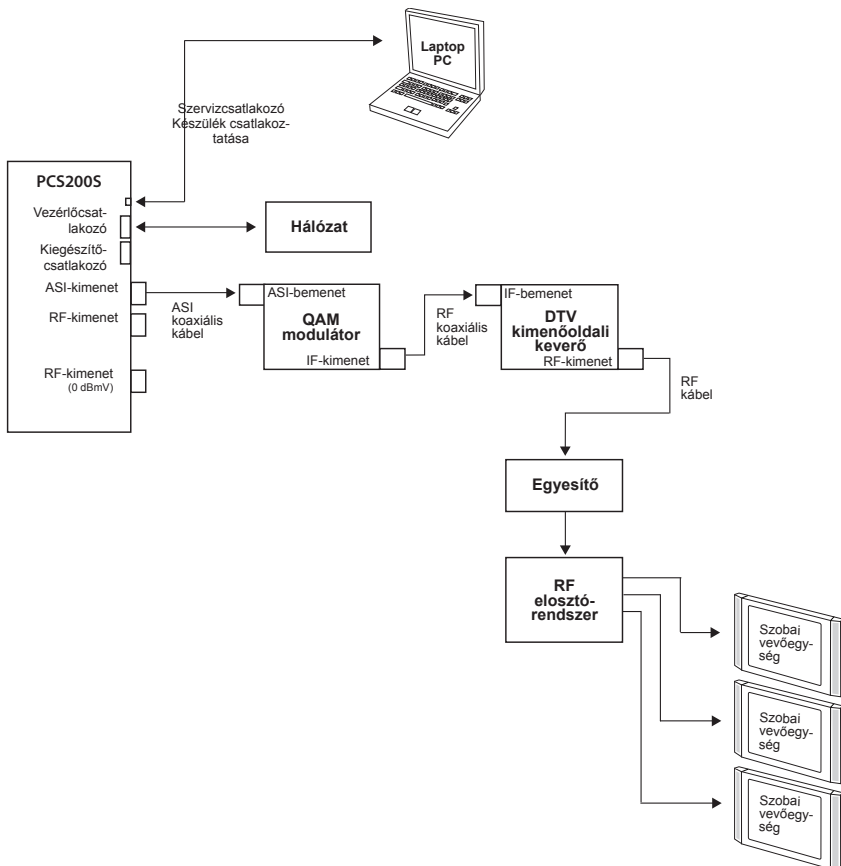 Laptop
PC
Szervizcsatlakozó
Készülék csatlakoz-
tatása
PCS200S
Vezérlőcsat-
lakozó
Hálózat
Kiegészítő-
csatlakozó
ASI-kimenet
ASI
koaxiális
kábel
ASI-bemenet
QAM
modulátor
IF-kimenet
RF
koaxiális
kábel
IF-bemenet
DTV
kimenőoldali
keverő
RF-kimenet
RF-kimenet
RF-kimenet
(0 dBmV)
RF
kábel
Egyesítő
RF
elosztó-
rendszer
Szobai
vevőegy-
ség
Szobai
vevőegy-
ség
Szobai
vevőegy-
ség